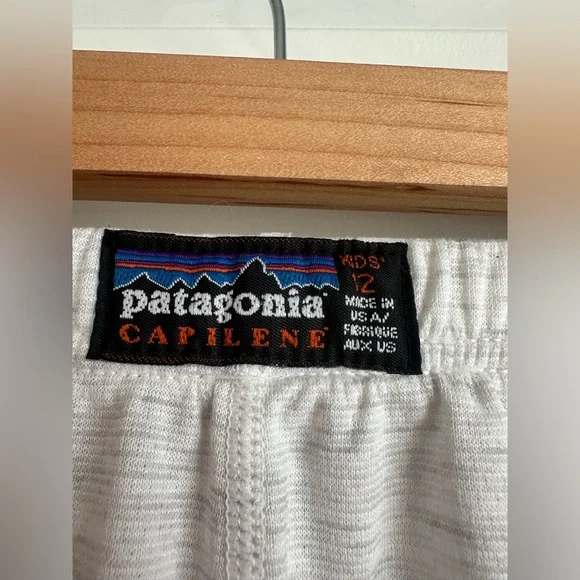 patagonia
CAPILENE
KIDS'
12
MADE IN
USA/
FABRIQUE
AUX US